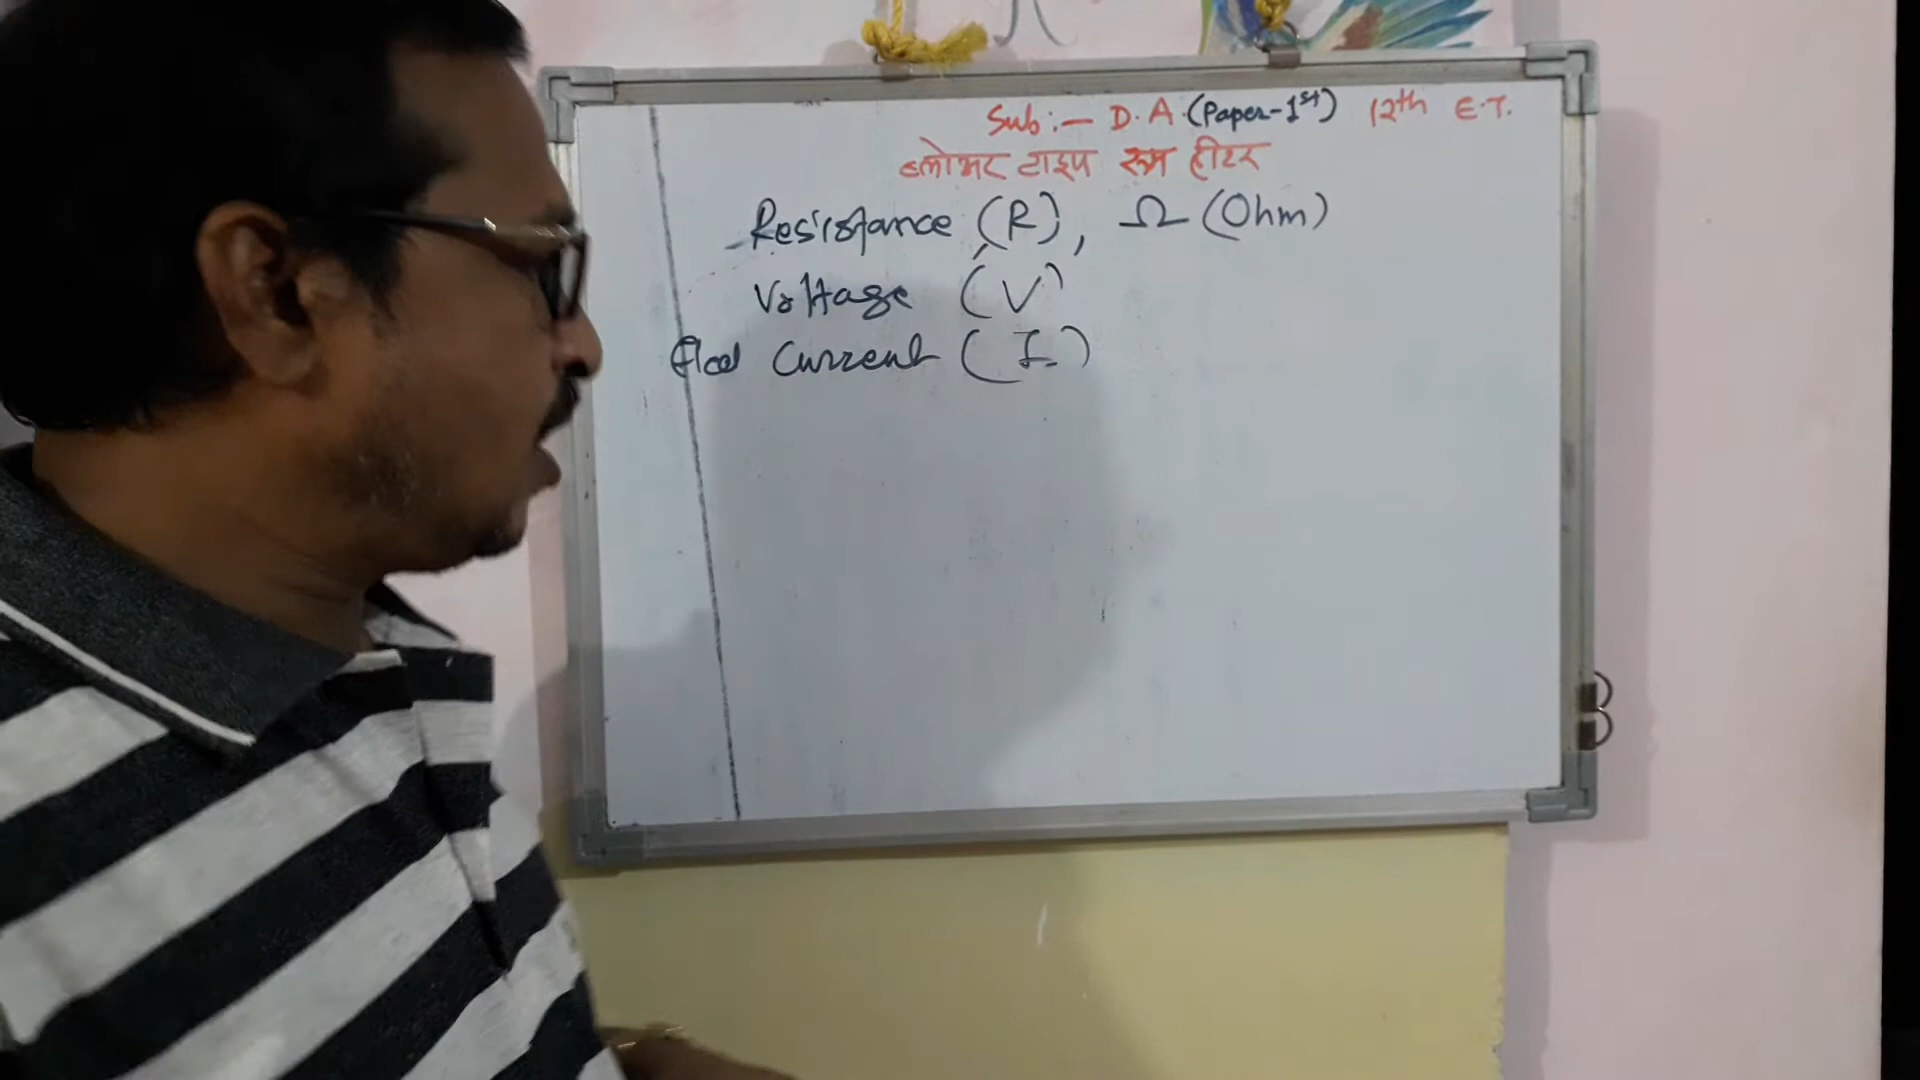 Sub:- D.A.(Paper-1st) 12th E.T.
ब्लोअर टाइप रूम हीटर
Resistance (R), Ω (Ohm)
Voltage (V)
Current (I)